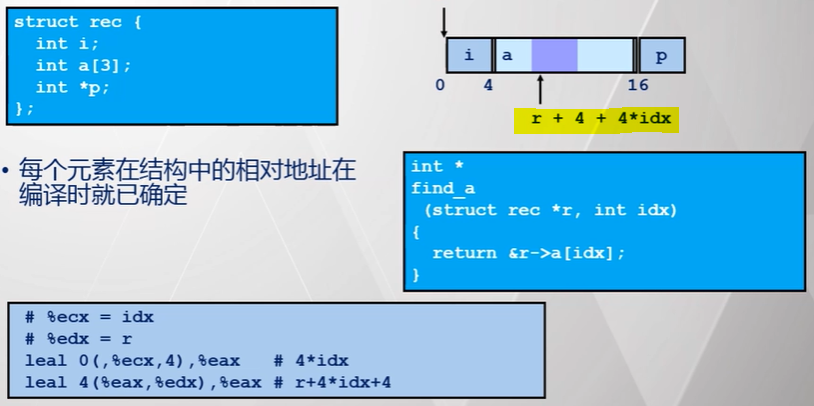 struct rec {
int i;
int a[3];
int *p;
};
i a p
0 4 16
r + 4 + 4*idx
• 每个元素在结构中的相对地址在
编译时就已确定
int *
find_a
(struct rec *r, int idx)
{
return &r->a[idx];
}
# %ecx = idx
# %edx = r
leal 0(,%ecx,4),%eax # 4*idx
leal 4(%eax,%edx),%eax # r+4*idx+4